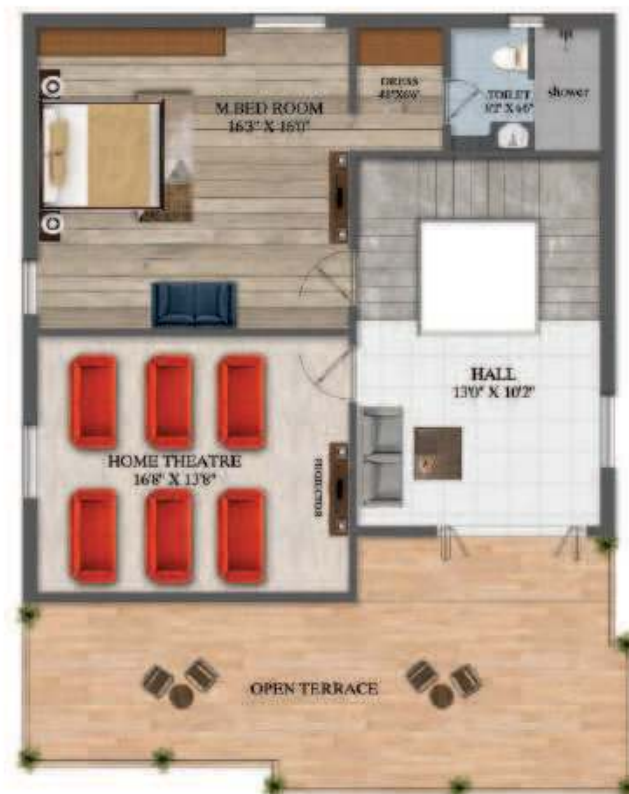 M.BED ROOM
16'3" X 16'0"
DRESS
TOILET
shower
HALL
13'0" X 10'2"
HOME THEATRE
16'8" X 13'8"
PROJECTOR
OPEN TERRACE